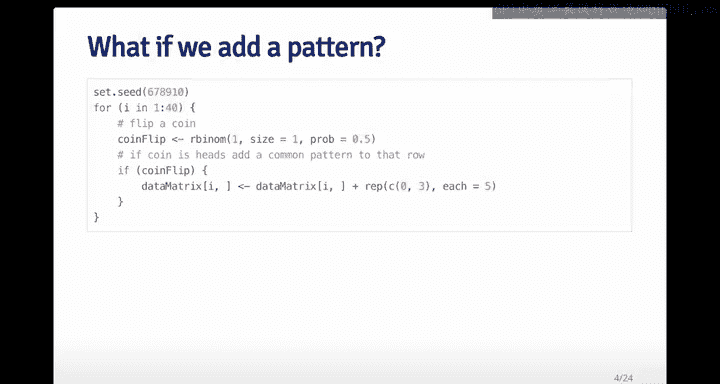 What if we add a pattern?
set.seed(678910)
for (i in 1:40) {
    # flip a coin
    coinFlip <- rbinom(1, size = 1, prob = 0.5)
    # if coin is heads add a common pattern to that row
    if (coinFlip) {
        dataMatrix[i, ] <- dataMatrix[i, ] + rep(c(0, 3), each = 5)
    }
}
4/24